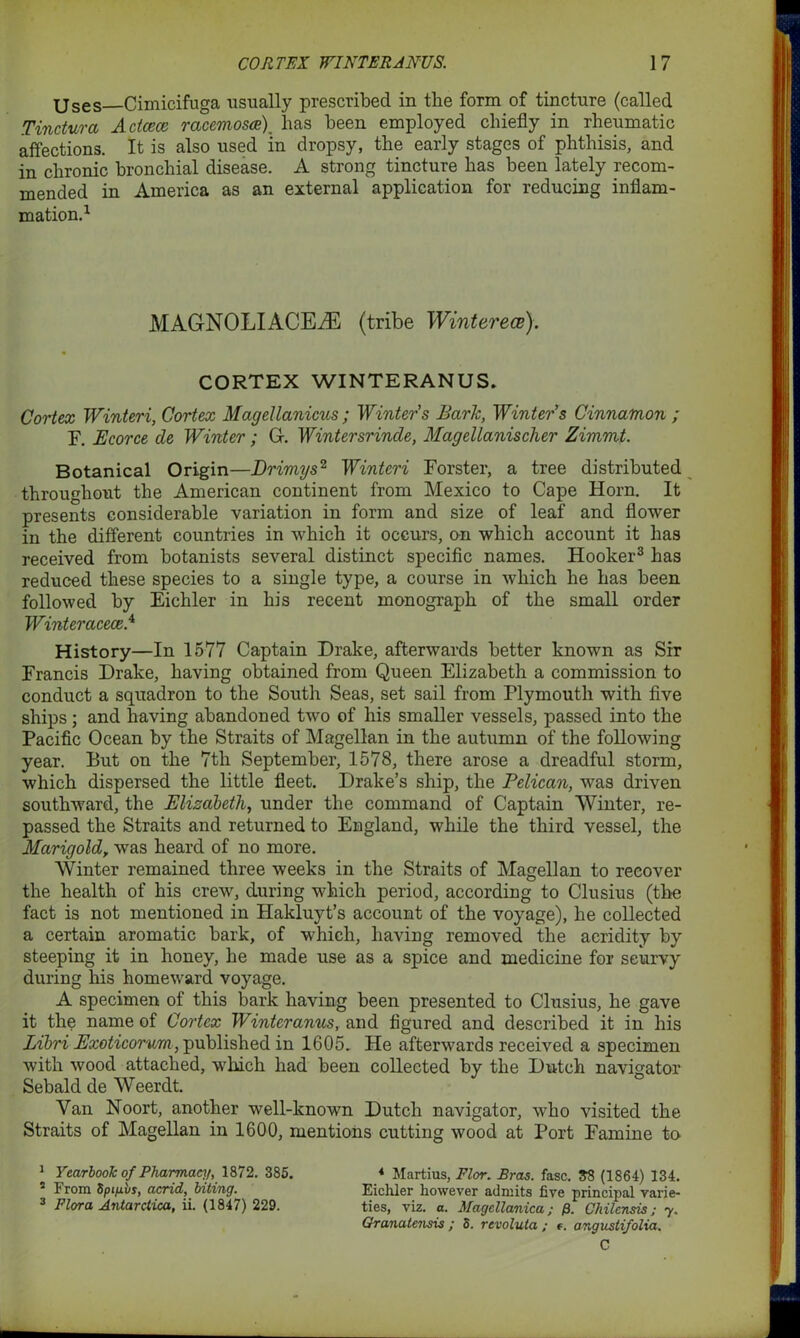 CORTEX WINTERANUS. 17
Uses—Cimicifuga usually prescribed in the form of tincture (called
Tinctura Actææ racemosæ) has been employed chiefly in rheumatic
affections. It is also used in dropsy, the early stages of phthisis, and
in chronic bronchial disease. A strong tincture has been lately recom-
mended in America as an external application for reducing inflam-
mation.¹
MAGNOLIACEÆ (tribe Wintereæ).
CORTEX WINTERANUS.
Cortex Winteri, Cortex Magellanicus; Winter's Bark, Winter's Cinnamon;
F. Ecorce de Winter; G. Wintersrinde, Magellanischer Zimmt.
Botanical Origin—Drimys² Winteri Forster, a tree distributed
throughout the American continent from Mexico to Cape Horn. It
presents considerable variation in form and size of leaf and flower
in the different countries in which it occurs, on which account it has
received from botanists several distinct specific names. Hooker³ has
reduced these species to a single type, a course in which he has been
followed by Eichler in his recent monograph of the small order
Winteraceæ.⁴
History—In 1577 Captain Drake, afterwards better known as Sir
Francis Drake, having obtained from Queen Elizabeth a commission to
conduct a squadron to the South Seas, set sail from Plymouth with five
ships; and having abandoned two of his smaller vessels, passed into the
Pacific Ocean by the Straits of Magellan in the autumn of the following
year. But on the 7th September, 1578, there arose a dreadful storm,
which dispersed the little fleet. Drake's ship, the Pelican, was driven
southward, the Elizabeth, under the command of Captain Winter, re-
passed the Straits and returned to England, while the third vessel, the
Marigold, was heard of no more.
Winter remained three weeks in the Straits of Magellan to recover
the health of his crew, during which period, according to Clusius (the
fact is not mentioned in Hakluyt's account of the voyage), he collected
a certain aromatic bark, of which, having removed the acridity by
steeping it in honey, he made use as a spice and medicine for scurvy
during his homeward voyage.
A specimen of this bark having been presented to Clusius, he gave
it the name of Cortex Winteranus, and figured and described it in his
Libri Exoticorum, published in 1605. He afterwards received a specimen
with wood attached, which had been collected by the Dutch navigator
Sebald de Weerdt.
Van Noort, another well-known Dutch navigator, who visited the
Straits of Magellan in 1600, mentions cutting wood at Port Famine to
¹ Yearbook of Pharmacy, 1872. 385.
² From δριμὺς, acrid, biting.
³ Flora Antarctica, ii. (1847) 229.
⁴ Martius, Flor. Bras. fasc. 38 (1864) 134.
Eichler however admits five principal varie-
ties, viz. α. Magellanica; β. Chilensis; γ.
Granatensis; δ. revoluta; ε. angustifolia.
C